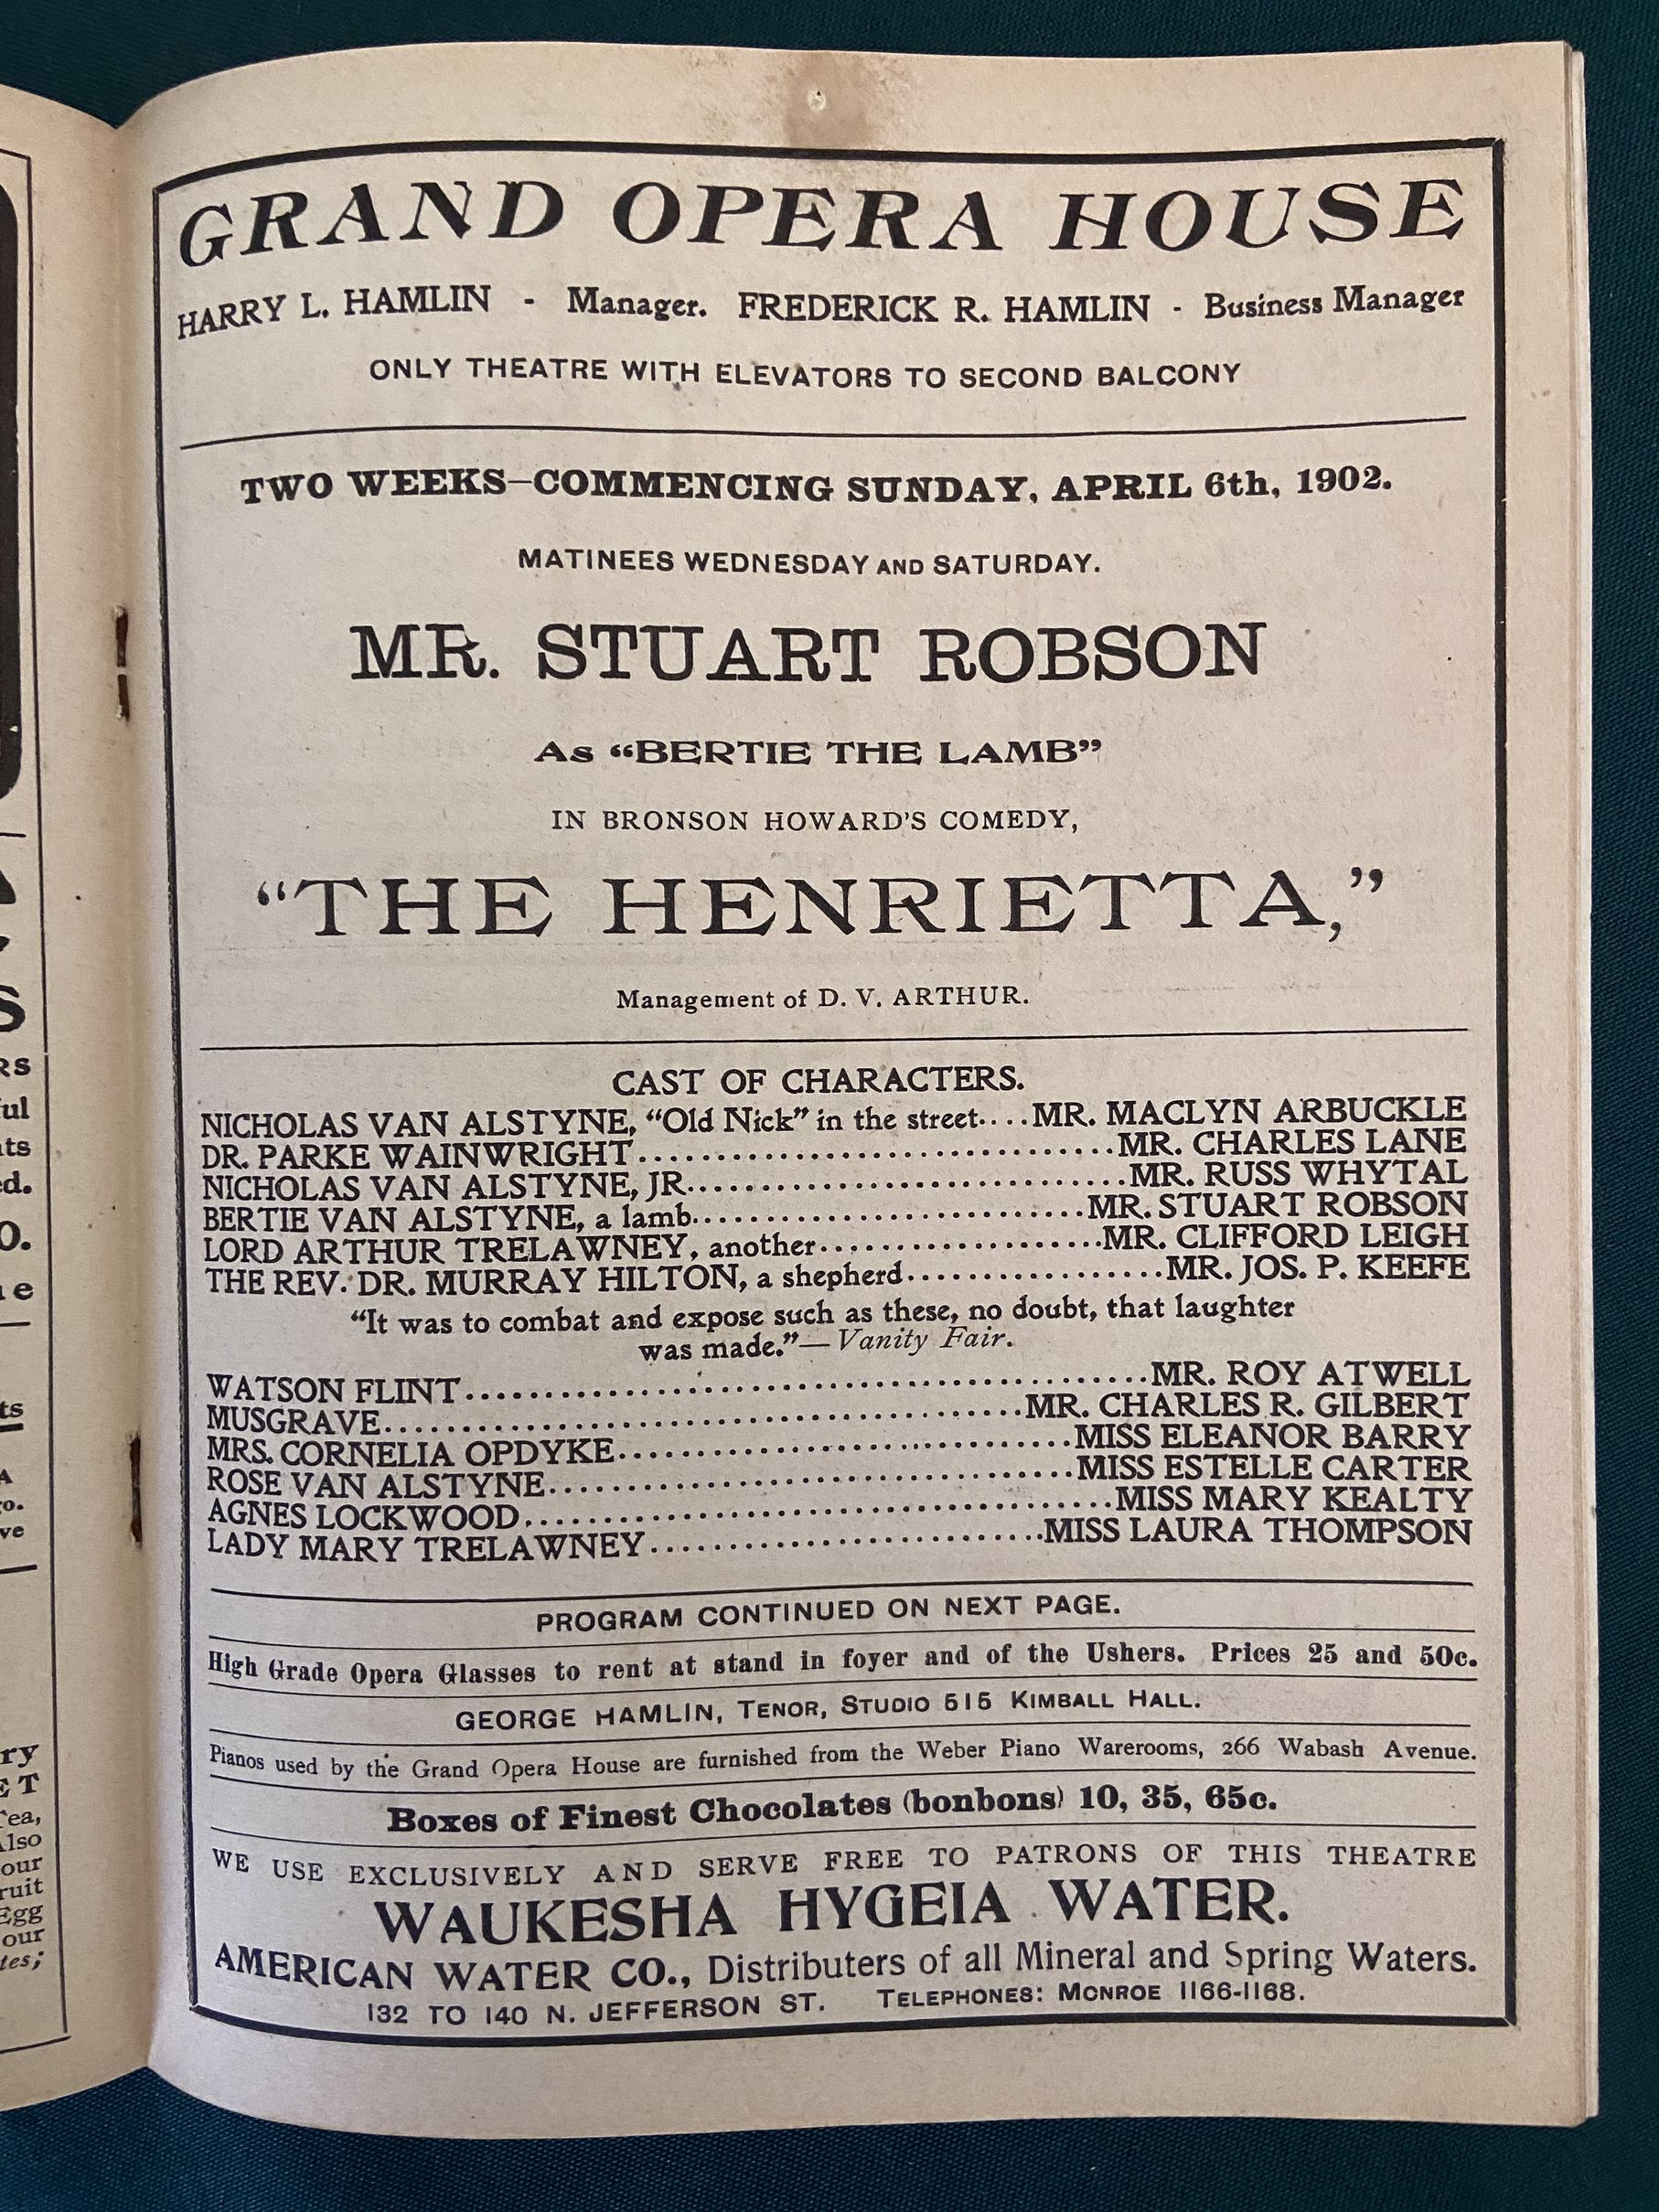 GRAND OPERA HOUSE
HARRY L. HAMLIN - Manager. FREDERICK R. HAMLIN - Business Manager
ONLY THEATRE WITH ELEVATORS TO SECOND BALCONY
TWO WEEKS—COMMENCING SUNDAY, APRIL 6th, 1902.
MATINEES WEDNESDAY AND SATURDAY.
MR. STUART ROBSON
As “BERTIE THE LAMB”
IN BRONSON HOWARD'S COMEDY,
“THE HENRIETTA,”
Management of D. V. ARTHUR.
CAST OF CHARACTERS.
NICHOLAS VAN ALSTYNE, “Old Nick” in the street....MR. MACLYN ARBUCKLE
DR. PARKE WAINWRIGHT................................MR. CHARLES LANE
NICHOLAS VAN ALSTYNE, JR.............................MR. RUSS WHYTAL
BERTIE VAN ALSTYNE, a lamb..........................MR. STUART ROBSON
LORD ARTHUR TRELAWNEY, another...................MR. CLIFFORD LEIGH
THE REV. DR. MURRAY HILTON, a shepherd.................MR. JOS. P. KEEFE
“It was to combat and expose such as these, no doubt, that laughter
was made.”—Vanity Fair.
WATSON FLINT..............................................MR. ROY ATWELL
MUSGRAVE...........................................MR. CHARLES R. GILBERT
MRS. CORNELIA OPDYKE..............................MISS ELEANOR BARRY
ROSE VAN ALSTYNE...................................MISS ESTELLE CARTER
AGNES LOCKWOOD.......................................MISS MARY KEALTY
LADY MARY TRELAWNEY..........................MISS LAURA THOMPSON
PROGRAM CONTINUED ON NEXT PAGE.
High Grade Opera Glasses to rent at stand in foyer and of the Ushers. Prices 25 and 50c.
GEORGE HAMLIN, TENOR, STUDIO 515 KIMBALL HALL.
Pianos used by the Grand Opera House are furnished from the Weber Piano Warerooms, 266 Wabash Avenue.
Boxes of Finest Chocolates (bonbons) 10, 35, 65c.
WE USE EXCLUSIVELY AND SERVE FREE TO PATRONS OF THIS THEATRE
WAUKESHA HYGEIA WATER.
AMERICAN WATER CO., Distributers of all Mineral and Spring Waters.
132 TO 140 N. JEFFERSON ST. TELEPHONES: MONROE 1166-1168.